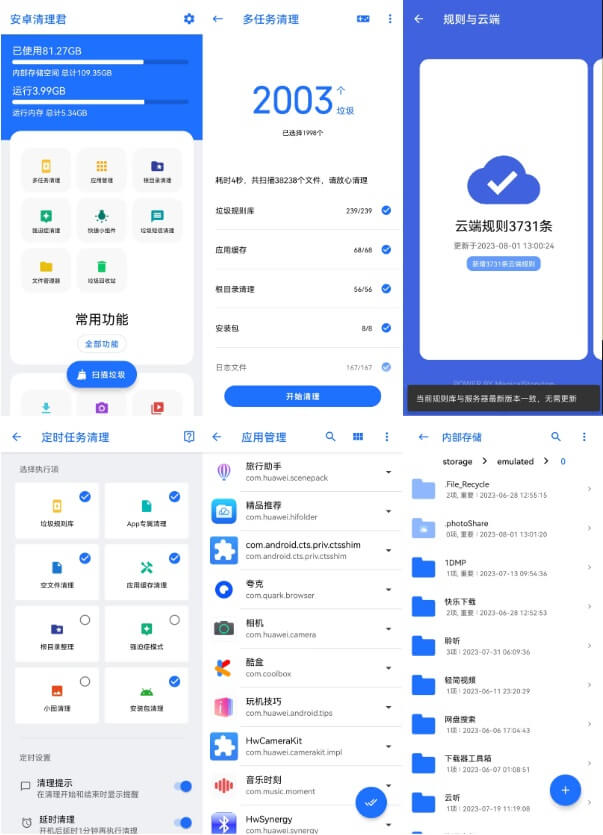 安卓清理君
已使用81.27GB
内部存储空间 总计109.35GB
运行3.99GB
运行内存 总计5.34GB
多任务清理
应用管理
根目录清理
强迫症清理
快捷小组件
垃圾短信清理
文件管理器
垃圾回收站
常用功能
全部功能
扫描垃圾
多任务清理
2003个
垃圾
已选择1998个
耗时4秒,共扫描38238个文件,请放心清理
垃圾规则库 239/239
应用缓存 68/68
根目录清理 56/56
安装包 8/8
日志文件 167/167
开始清理
规则与云端
云端规则3731条
更新于2023-08-01 13:00:24
新增3731条云端规则
当前规则库与服务器最新版本一致,无需更新
定时任务清理
选择执行项
垃圾规则库
App专属清理
空文件清理
应用缓存清理
根目录整理
强迫症模式
小图清理
安装包清理
定时设置
清理提示
在清理开始和结束时显示提醒
延时清理
开机后延时1分钟再执行清理
应用管理
旅行助手
com.huawei.scenepack
精品推荐
com.huawei.hifolder
com.android.cts.priv.ctsshim
com.android.cts.priv.ctsshim
夸克
com.quark.browser
相机
com.huawei.camera
酷盒
com.coolbox
玩机技巧
com.huawei.android.tips
HwCameraKit
com.huawei.camerakit.impl
音乐时刻
com.music.moment
HwSynergy
com.huawei.synergy
内部存储
storage > emulated > 0
.File_Recycle
2项, 重要 | 2023-06-28 12:55:15
.photoShare
0项, 重要 | 2023-08-01 13:01:20
1DMP
1项, 重要 | 2023-07-13 09:54:36
快乐下载
2项, 重要 | 2023-06-28 12:52:53
聆听
3项 | 2023-07-31 06:09:36
轻简视频
1项 | 2023-06-11 23:20:29
网盘搜索
1项 | 2023-06-06 17:04:43
下载器工具箱
1项 | 2023-06-07 01:08:51
云听
1项 | 2023-07-19 11:19:08